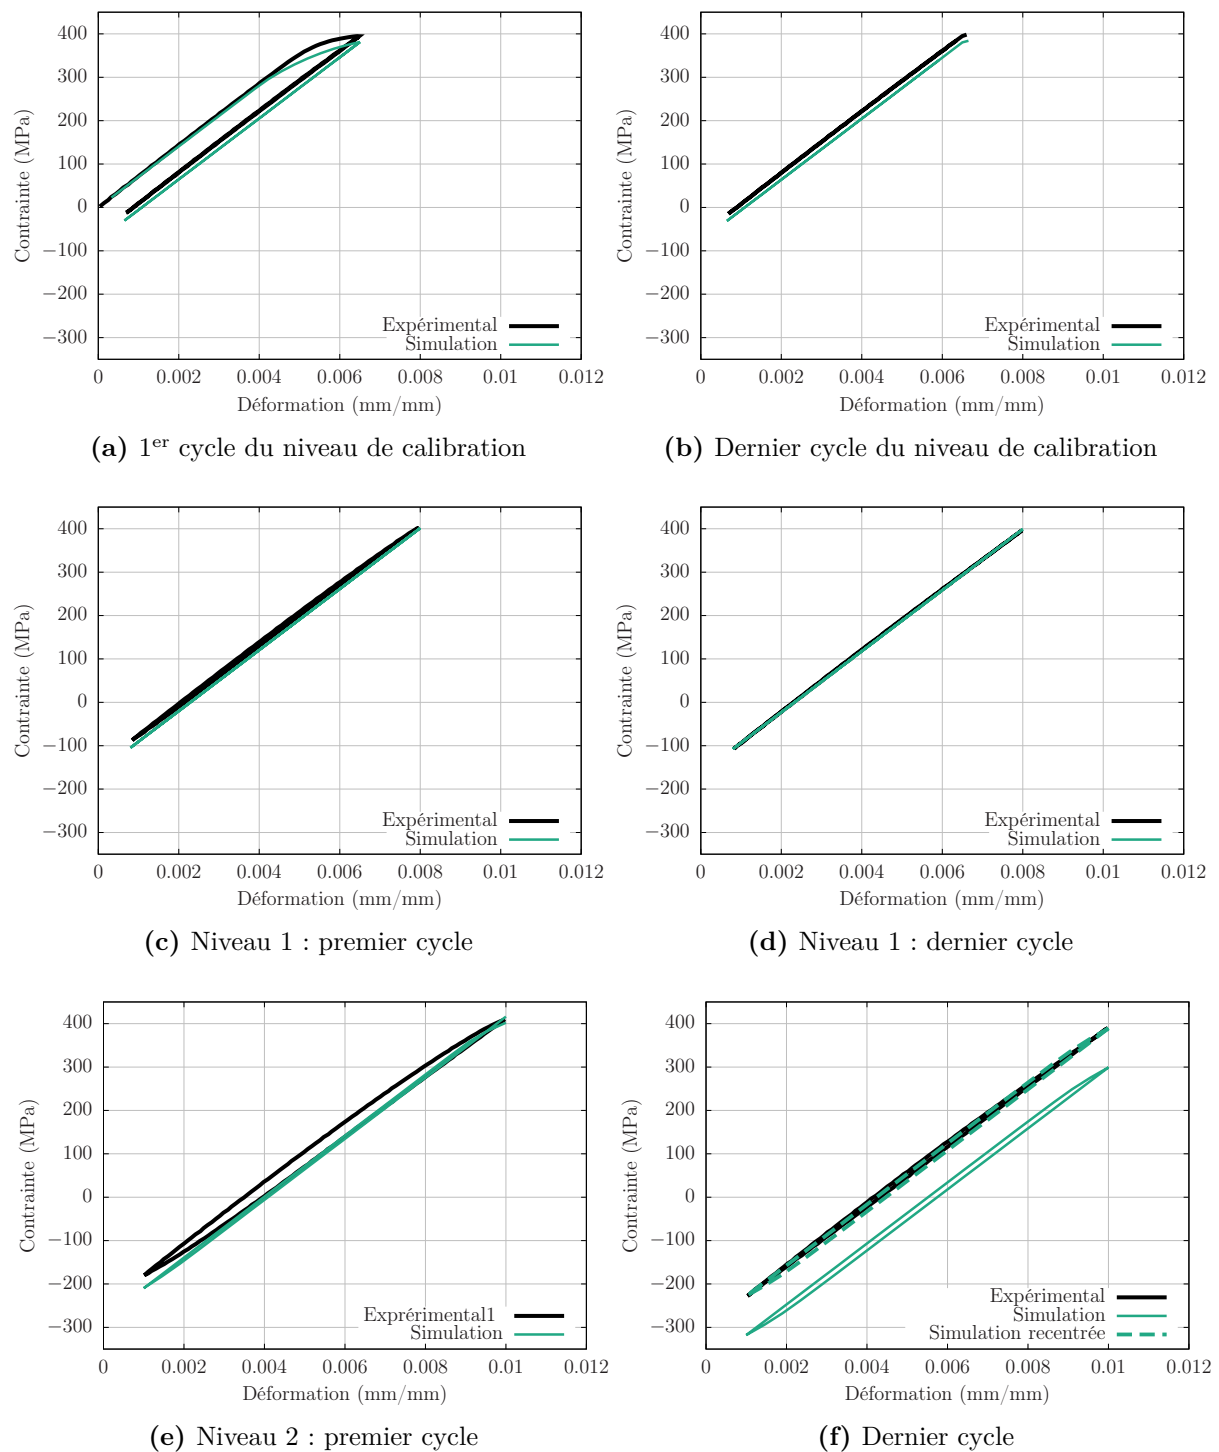 400
300
200
100
0
−100
−200
−300
Contrainte (MPa)
Expérimental
Simulation
0 0.002 0.004 0.006 0.008 0.01 0.012
Déformation (mm/mm)
(a) 1er cycle du niveau de calibration
400
300
200
100
0
−100
−200
−300
Contrainte (MPa)
Expérimental
Simulation
0 0.002 0.004 0.006 0.008 0.01 0.012
Déformation (mm/mm)
(b) Dernier cycle du niveau de calibration
400
300
200
100
0
−100
−200
−300
Contrainte (MPa)
Expérimental
Simulation
0 0.002 0.004 0.006 0.008 0.01 0.012
Déformation (mm/mm)
(c) Niveau 1 : premier cycle
400
300
200
100
0
−100
−200
−300
Contrainte (MPa)
Expérimental
Simulation
0 0.002 0.004 0.006 0.008 0.01 0.012
Déformation (mm/mm)
(d) Niveau 1 : dernier cycle
400
300
200
100
0
−100
−200
−300
Contrainte (MPa)
Exprérimental1
Simulation
0 0.002 0.004 0.006 0.008 0.01 0.012
Déformation (mm/mm)
(e) Niveau 2 : premier cycle
400
300
200
100
0
−100
−200
−300
Contrainte (MPa)
Expérimental
Simulation
Simulation recentrée
0 0.002 0.004 0.006 0.008 0.01 0.012
Déformation (mm/mm)
(f) Dernier cycle